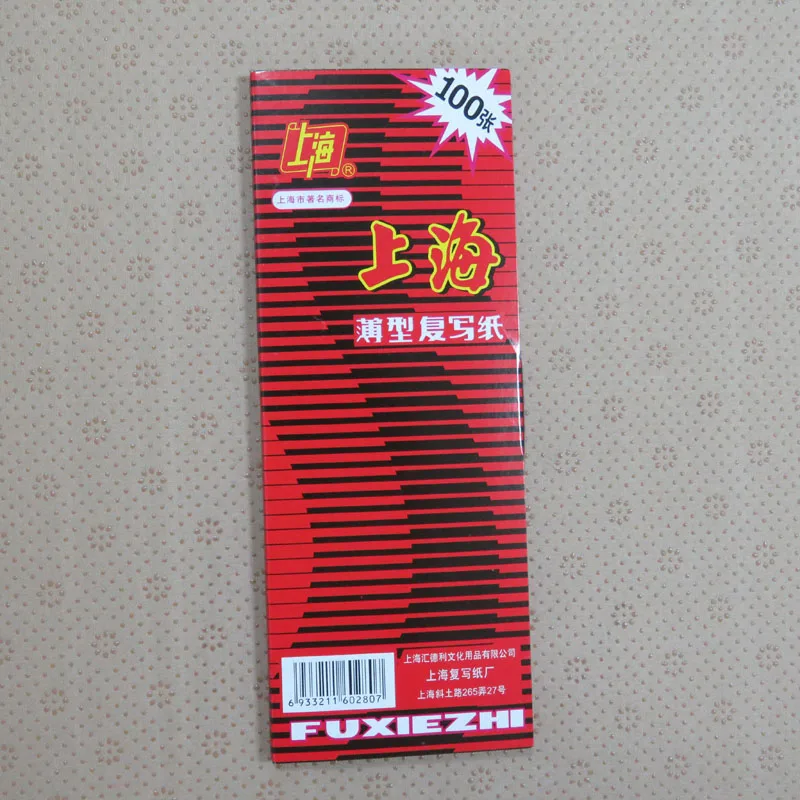 100张
上海
®
上海市著名商标
上海
薄型复写纸
上海汇德利文化用品有限公司
上海复写纸厂
上海斜土路265弄27号
6 933211 602807
FUXIEZHI